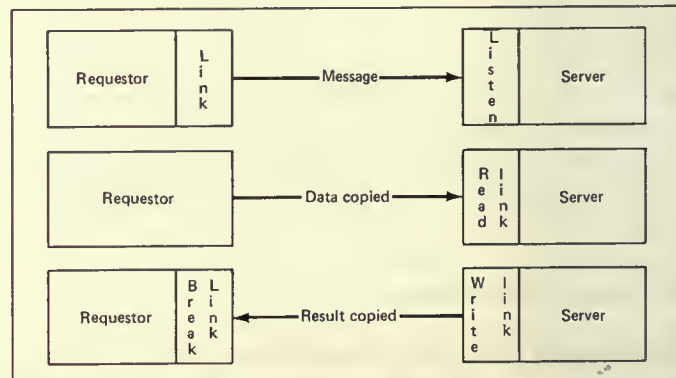 Requestor
Link
Message
Listen
Server
Requestor
Data copied
Read link
Server
Requestor
Break Link
Result copied
Write link
Server